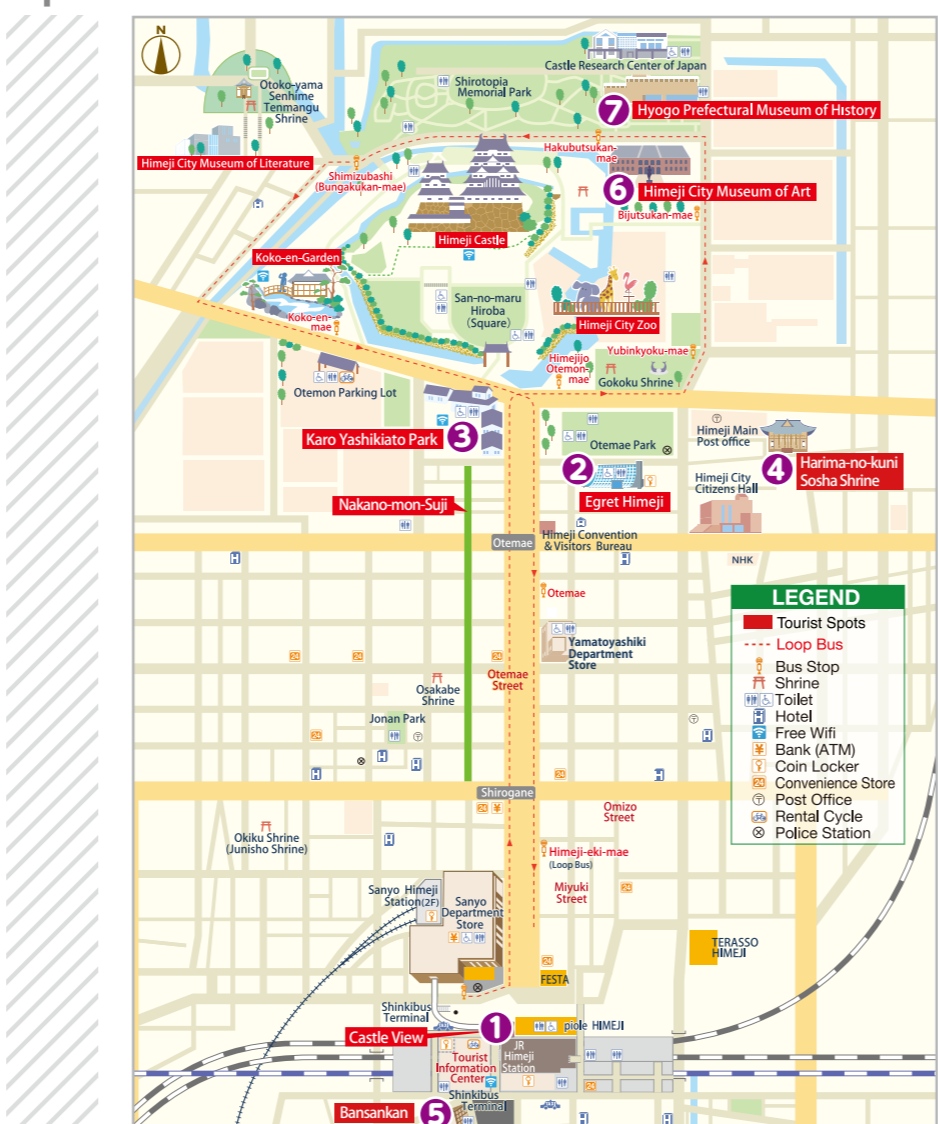 N
Castle Research Center of Japan
Otoko-yama
Senhime
Tenmangu
Shrine
Shirotopia
Memorial Park
7
Hyogo Prefectural Museum of History
Himeji City Museum of Literature
Hakubutsukan-
mae
Shimizubashi
(Bungakukan-mae)
6
Himeji City Museum of Art
Bijutsukan-mae
Himeji Castle
Koko-en-Garden
San-no-maru
Hiroba
(Square)
Koko-en-
mae
Himeji City Zoo
Himejijo
Otemon-
mae
Yubinkyoku-mae
Gokoku Shrine
Otemon Parking Lot
Karo Yashikiato Park
3
Otemae Park
2
Egret Himeji
Himeji Main
Post office
4
Harima-no-kuni
Sosha Shrine
Himeji City
Citizens Hall
Nakano-mon-Suji
Otemae
Himeji Convention
& Visitors Bureau
NHK
Otemae
Yamatoyashiki
Department
Store
Otemae
Street
Osakabe
Shrine
Jonan Park
LEGEND
Tourist Spots
Loop Bus
Bus Stop
Shrine
Toilet
Hotel
Free Wifi
Bank (ATM)
Coin Locker
24 Convenience Store
Post Office
Rental Cycle
Police Station
Shirogane
Omizo
Street
Okiku Shrine
(Junisho Shrine)
Himeji-eki-mae
(Loop Bus)
Miyuki
Street
Sanyo Himeji
Station(2F)
Sanyo
Department
Store
TERASSO
HIMEJI
FESTA
Shinkibus
Terminal
1
piole HIMEJI
Castle View
JR
Himeji
Station
Tourist
Information
Center
Shinkibus
Terminal
Bansankan
5